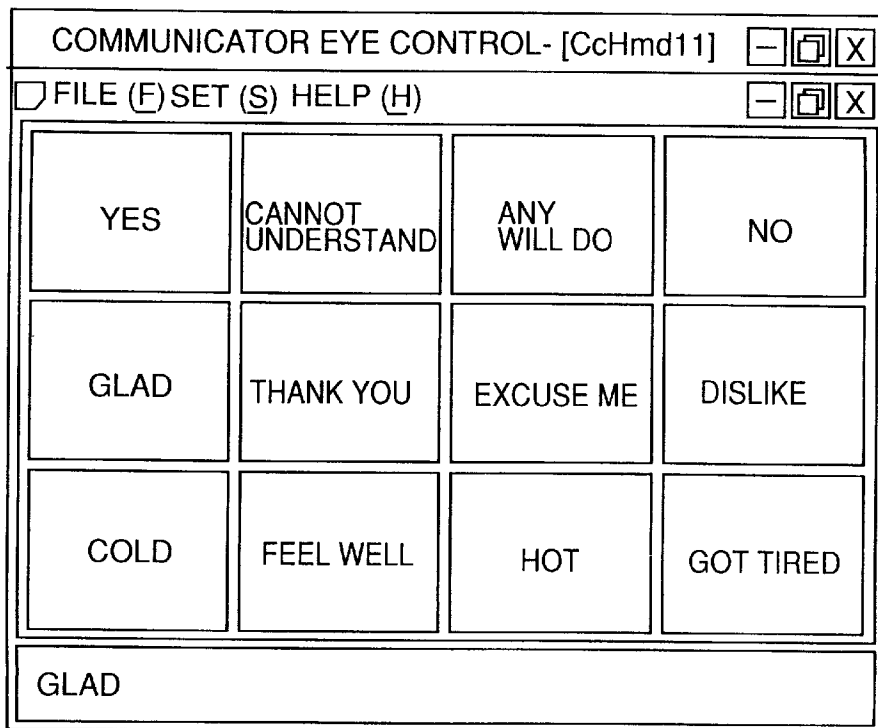 COMMUNICATOR EYE CONTROL- [CcHmd11]
FILE (F) SET (S) HELP (H)
YES
CANNOT
UNDERSTAND
ANY
WILL DO
NO
GLAD
THANK YOU
EXCUSE ME
DISLIKE
COLD
FEEL WELL
HOT
GOT TIRED
GLAD